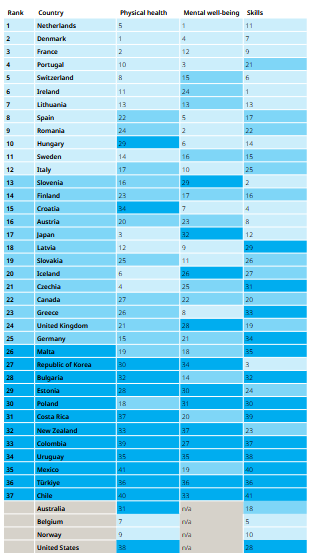 Rank Country Physical health Mental well-being Skills
1 Netherlands 5 1 11
2 Denmark 1 4 7
3 France 2 12 9
4 Portugal 10 3 21
5 Switzerland 8 15 6
6 Ireland 11 24 1
7 Lithuania 13 13 13
8 Spain 22 5 17
9 Romania 24 2 22
10 Hungary 29 6 14
11 Sweden 14 16 15
12 Italy 17 10 25
13 Slovenia 16 29 2
14 Finland 23 17 16
15 Croatia 34 7 4
16 Austria 20 23 8
17 Japan 3 32 12
18 Latvia 12 9 29
19 Slovakia 25 11 26
20 Iceland 6 26 27
21 Czechia 4 25 31
22 Canada 27 22 20
23 Greece 26 8 33
24 United Kingdom 21 28 19
25 Germany 15 21 34
26 Malta 19 18 35
27 Republic of Korea 30 34 3
28 Bulgaria 32 14 32
29 Estonia 28 30 24
30 Poland 18 31 30
31 Costa Rica 37 20 39
32 New Zealand 33 37 23
33 Colombia 39 27 37
34 Uruguay 35 35 38
35 Mexico 41 19 40
36 Türkiye 36 36 36
37 Chile 40 33 41
Australia 31 n/a 18
Belgium 7 n/a 5
Norway 9 n/a 10
United States 38 n/a 28